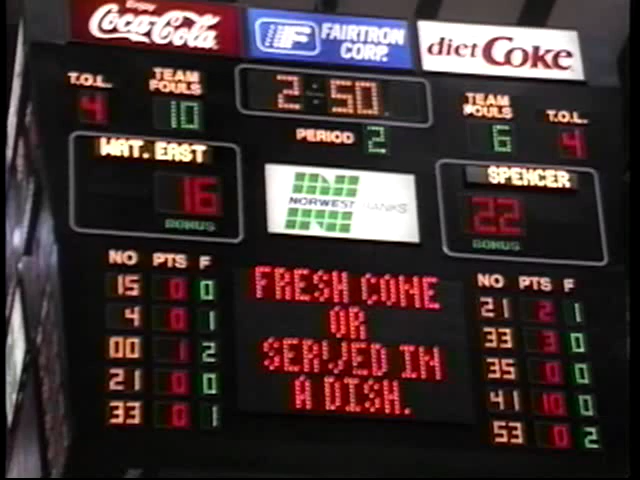 Enjoy
Coca-Cola
FAIRTRON
CORP.
diet Coke
T.O.L. TEAM FOULS
4 10
2:50
PERIOD 2
TEAM FOULS T.O.L.
6 4
WAT. EAST
16
BONUS
NORWEST BANKS
SPENCER
22
BONUS
NO PTS F
15 0 0
4 0 1
00 1 2
21 0 0
33 0 1
FRESH CONE
OR
SERVED IN
A DISH.
NO PTS F
21 2 1
33 3 0
35 0 0
41 10 0
53 0 2